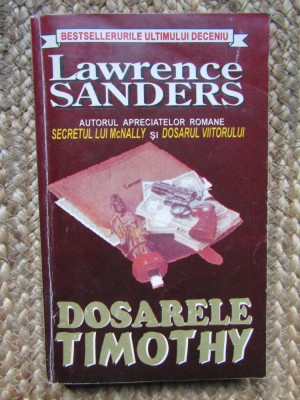 BESTSELLERURILE ULTIMULUI DECENIU
Lawrence
SANDERS
AUTORUL APRECIATELOR ROMANE
SECRETUL LUI McNALLY ȘI DOSARUL VIITORULUI
DOSARELE
TIMOTHY